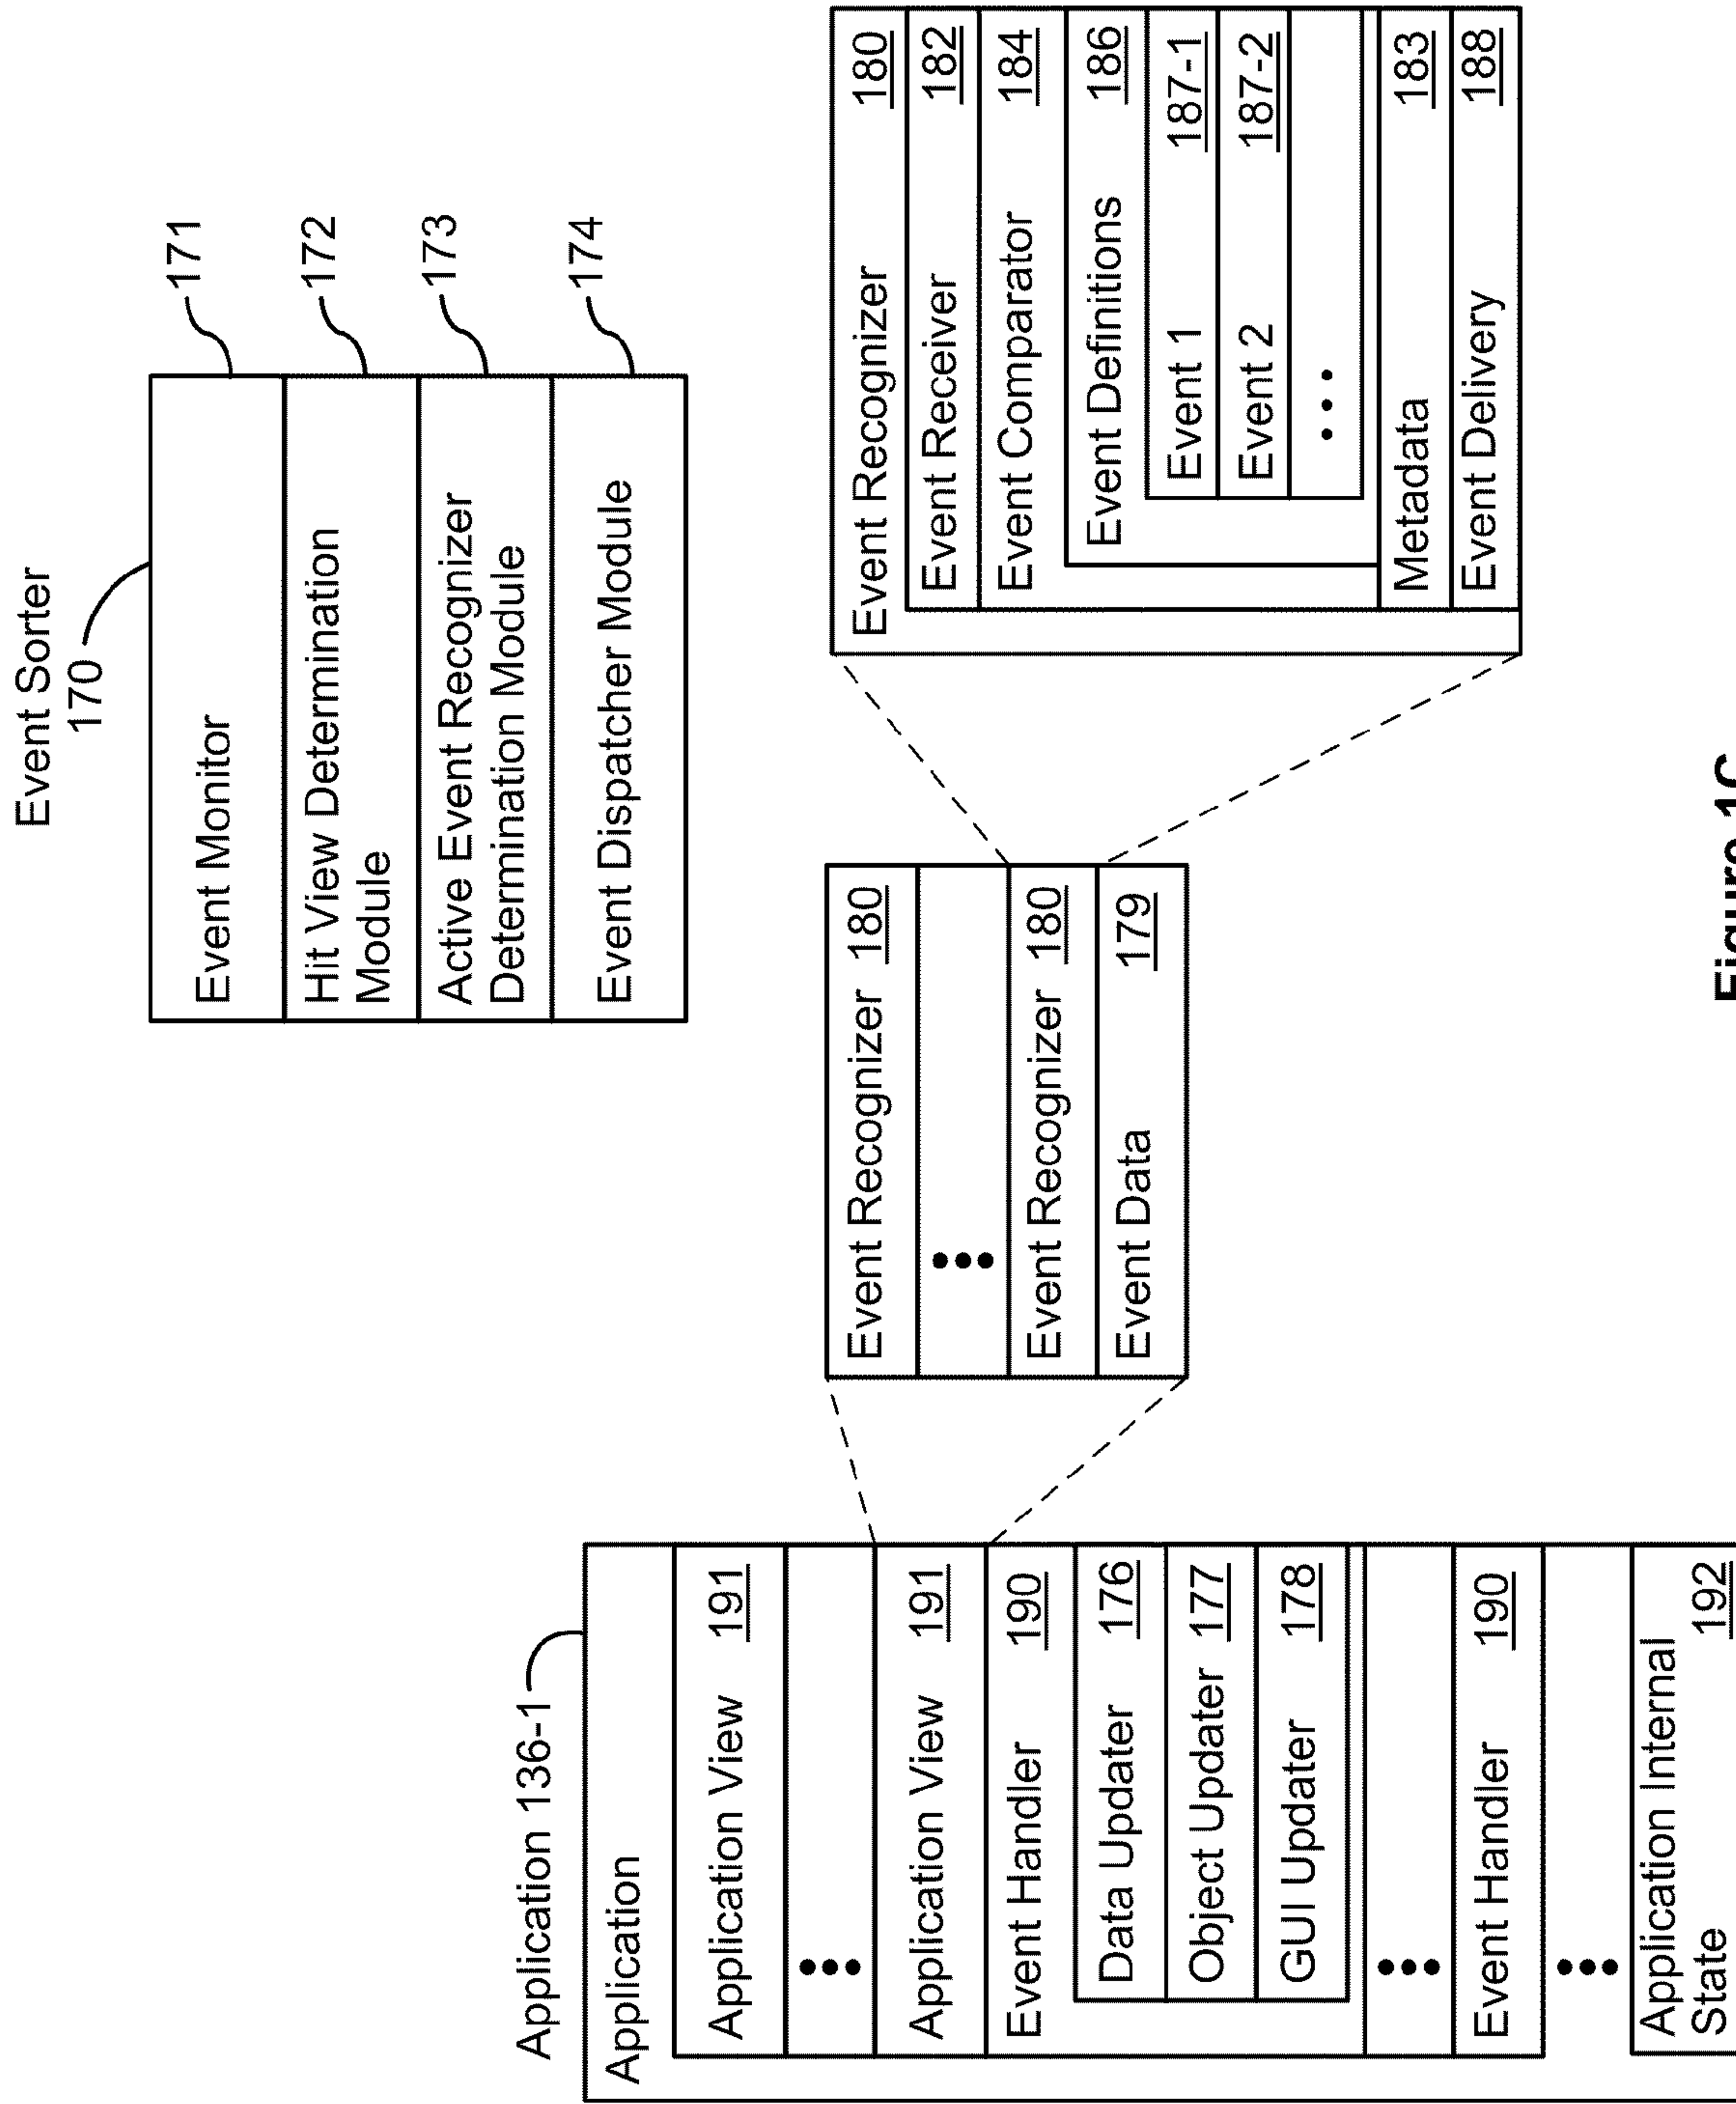 Event Sorter
170
Event Monitor
171
Hit View Determination
Module
172
Active Event Recognizer
Determination Module
173
Event Dispatcher Module
174
Application 136-1
Application
Application View 191
Application View 191
Event Handler 190
Data Updater 176
Object Updater 177
GUI Updater 178
Event Handler 190
Application Internal
State 192
Event Recognizer 180
Event Recognizer 180
Event Data 179
Event Recognizer 180
Event Receiver 182
Event Comparator 184
Event Definitions 186
Event 1 187-1
Event 2 187-2
Metadata 183
Event Delivery 188
Figure 1C